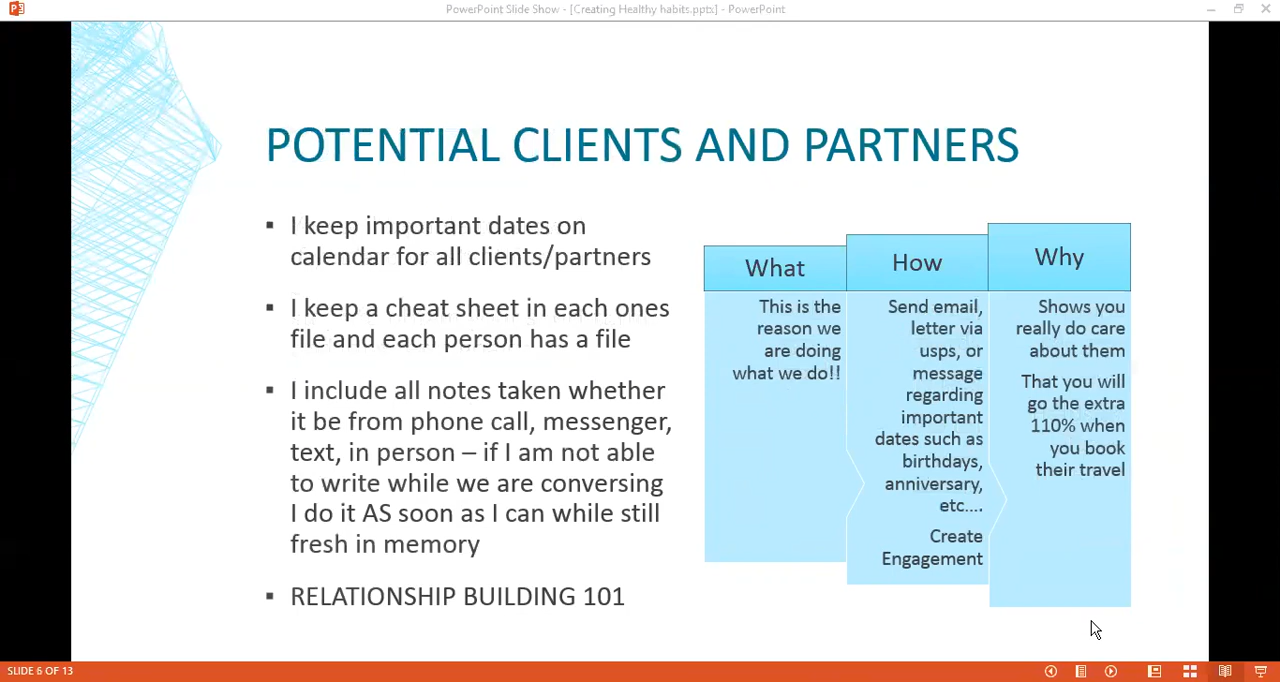 PowerPoint Slide Show - [Creating Healthy habits.pptx] - PowerPoint
POTENTIAL CLIENTS AND PARTNERS
▪ I keep important dates on
calendar for all clients/partners
▪ I keep a cheat sheet in each ones
file and each person has a file
▪ I include all notes taken whether
it be from phone call, messenger,
text, in person – if I am not able
to write while we are conversing
I do it AS soon as I can while still
fresh in memory
▪ RELATIONSHIP BUILDING 101
What
This is the
reason we
are doing
what we do!!
How
Send email,
letter via
usps, or
message
regarding
important
dates such as
birthdays,
anniversary,
etc....
Create
Engagement
Why
Shows you
really do care
about them
That you will
go the extra
110% when
you book
their travel
SLIDE 6 OF 13